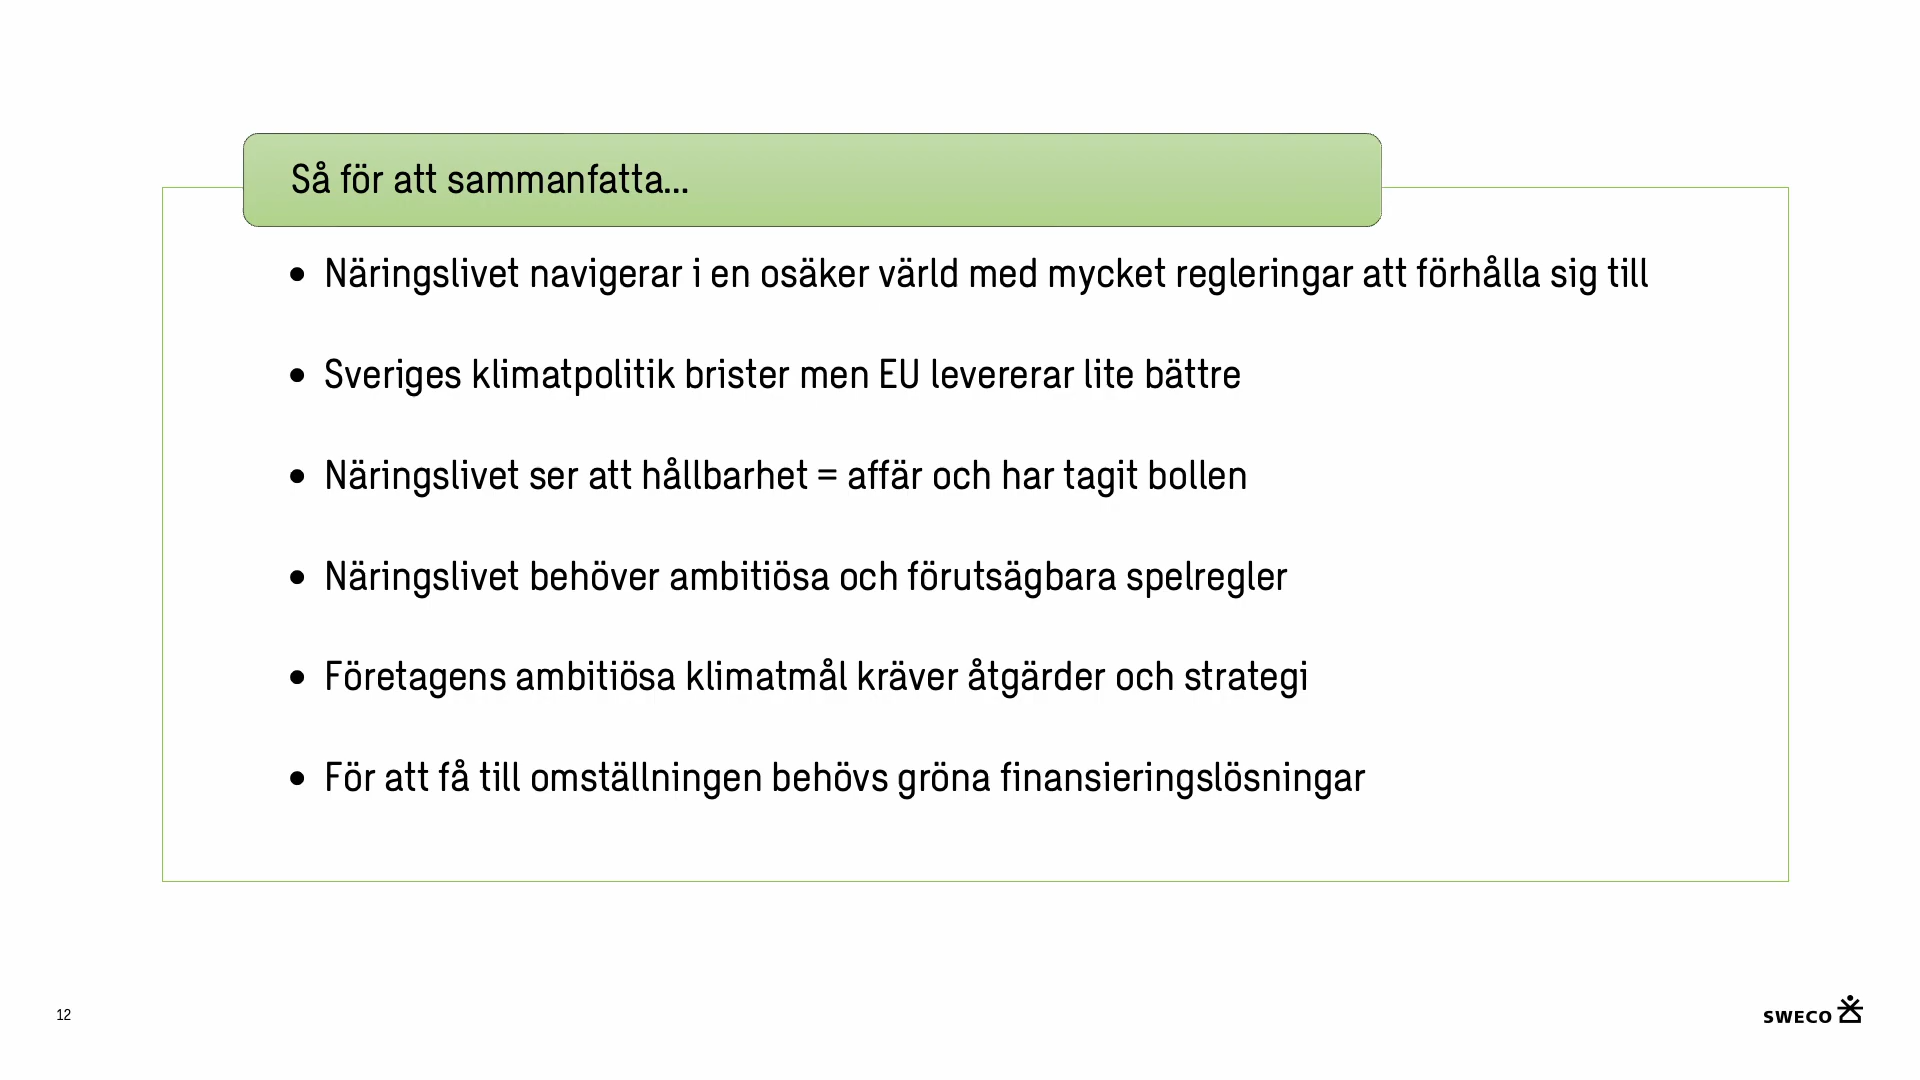 Så för att sammanfatta...
• Näringslivet navigerar i en osäker värld med mycket regleringar att förhålla sig till
• Sveriges klimatpolitik brister men EU levererar lite bättre
• Näringslivet ser att hållbarhet = affär och har tagit bollen
• Näringslivet behöver ambitiösa och förutsägbara spelregler
• Företagens ambitiösa klimatmål kräver åtgärder och strategi
• För att få till omställningen behövs gröna finansieringslösningar
12
SWECO